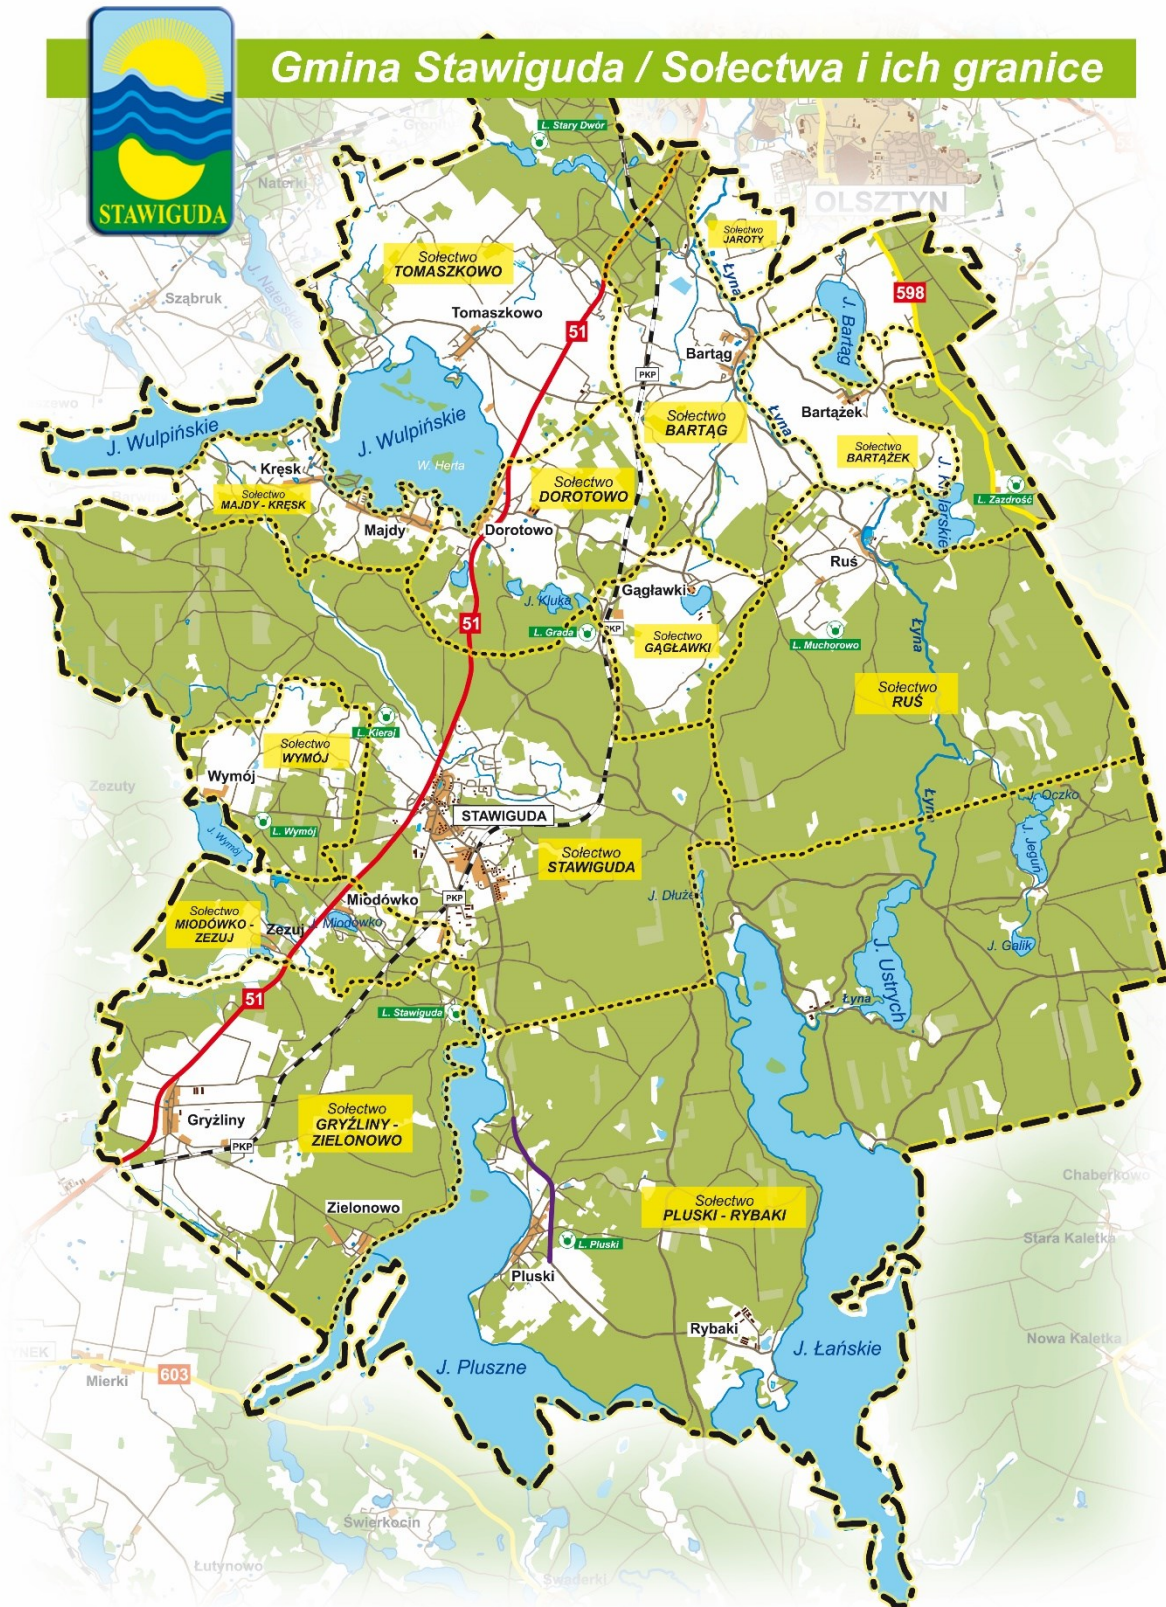 Gmina Stawiguda / Sołectwa i ich granice
STAWIGUDA
L. Stary Dwór
Naterki
J. Naterskie
OLSZTYN
Sołectwo
JAROTY
Sołectwo
TOMASZKOWO
Łyna
Sząbruk
598
Tomaszkowo
J. Bartąg
51
Bartąg
PKP
Bartążek
J. Wulpińskie
J. Wulpińskie
Łyna
Sołectwo
BARTĄG
Sołectwo
BARTĄŻEK
W. Herta
Kręsk
Sołectwo
MAJDY - KRĘSK
Sołectwo
DOROTOWO
L. Zazdrość
Majdy
Dorotowo
Ruś
Gągławki
J. Kluka
51
L. Grada
PKP
Sołectwo
GĄGŁAWKI
Łyna
L. Muchorowo
Sołectwo
RUŚ
L. Kieraj
Sołectwo
WYMÓJ
Wymój
Zezuty
J. Oczko
Łyna
STAWIGUDA
L. Wymój
J. Wymój
J. Jeguń
Sołectwo
STAWIGUDA
Miodówko
PKP
J. Dłużek
Sołectwo
MIODÓWKO -
ZEZUJ
J. Miodówko
Zezuj
J. Galik
J. Ustrych
51
Łyna
L. Stawiguda
Gryźliny
Sołectwo
GRYŹLINY -
ZIELONOWO
PKP
Chaberkowo
Zielonowo
Sołectwo
PLUSKI - RYBAKI
Stara Kaletka
L. Pluski
Pluski
Rybaki
Nowa Kaletka
J. Łańskie
J. Pluszne
Mierki
603
Świerkocin
Łutynowo
Swaderki